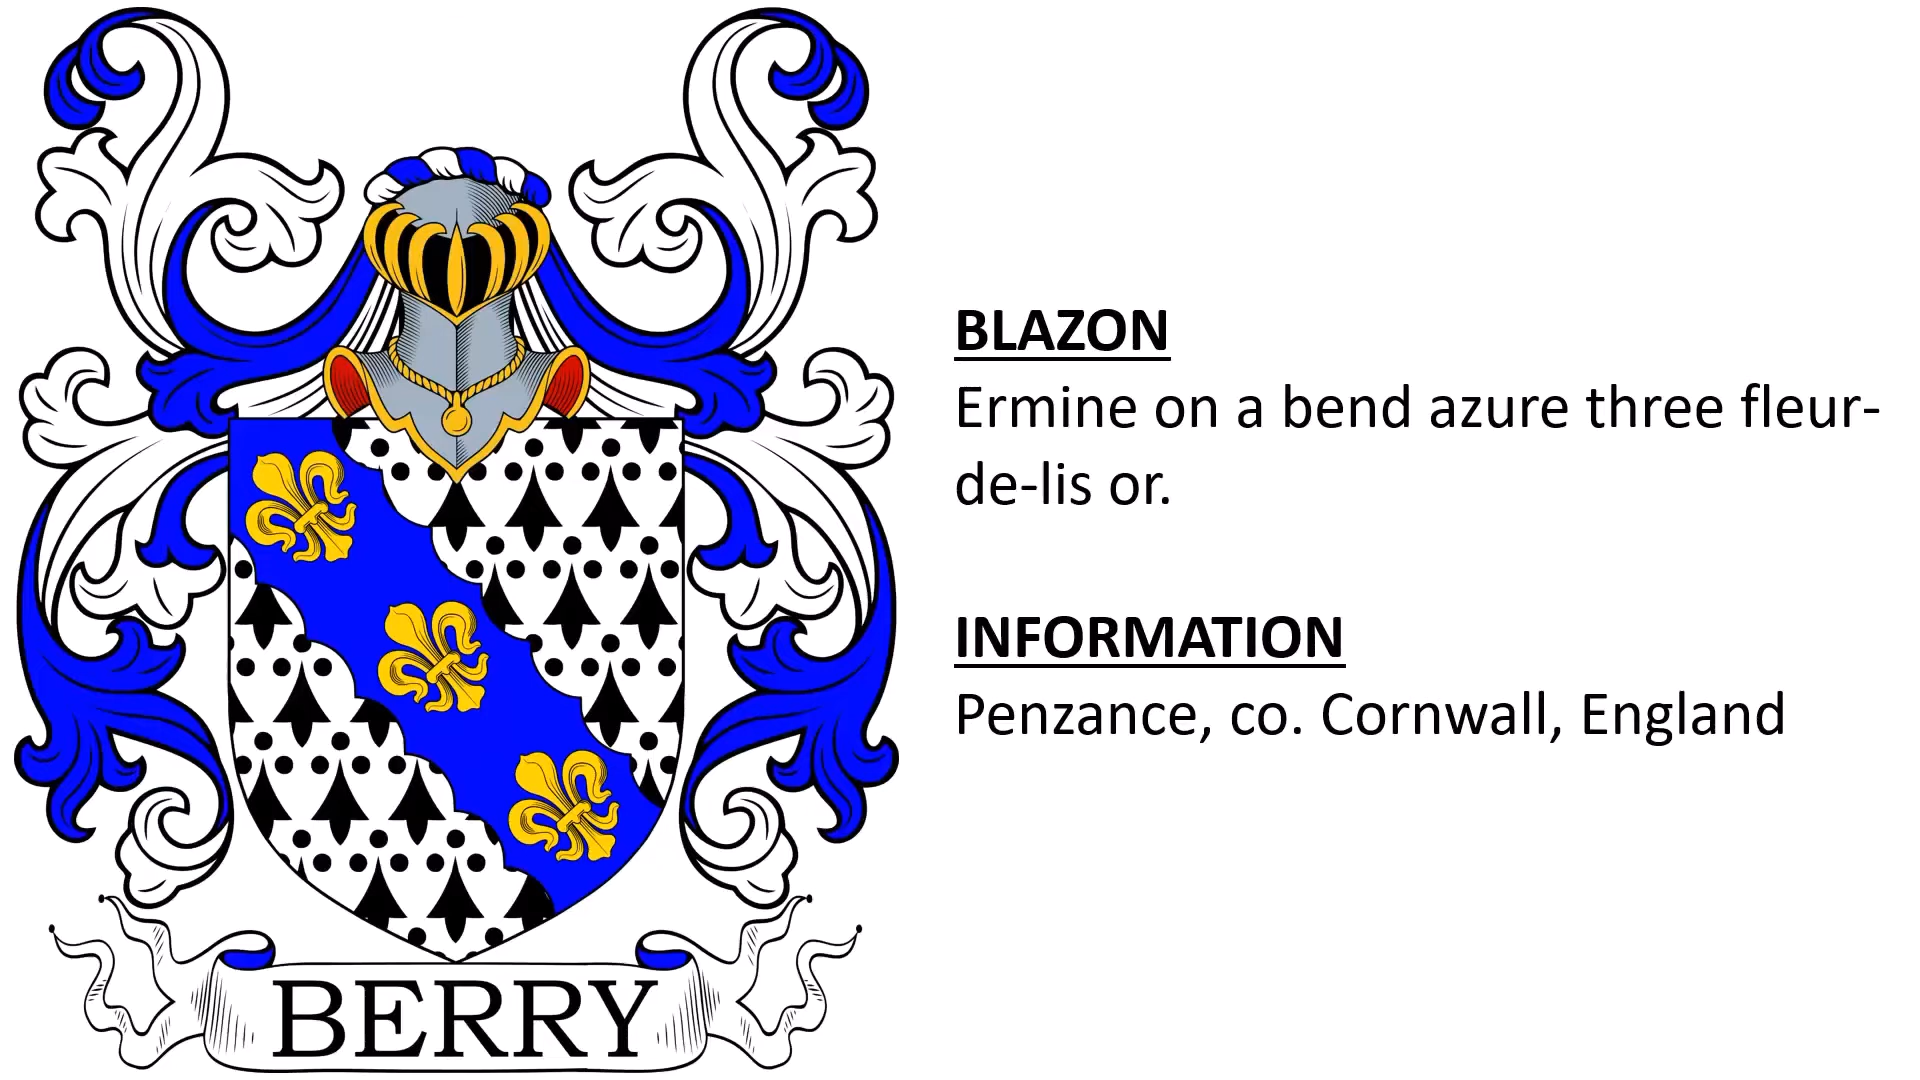 BLAZON
Ermine on a bend azure three fleur-
de-lis or.
INFORMATION
Penzance, co. Cornwall, England
BERRY